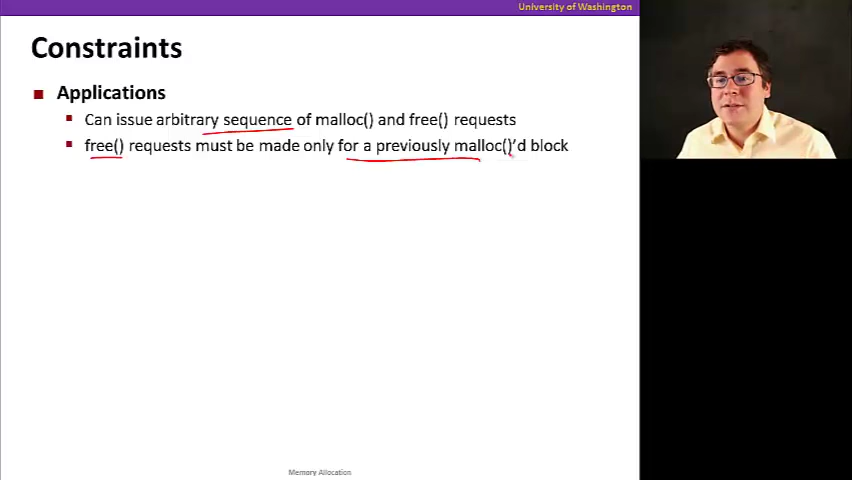 University of Washington
Constraints
Applications
Can issue arbitrary sequence of malloc() and free() requests
free() requests must be made only for a previously malloc()'d block
Memory Allocation